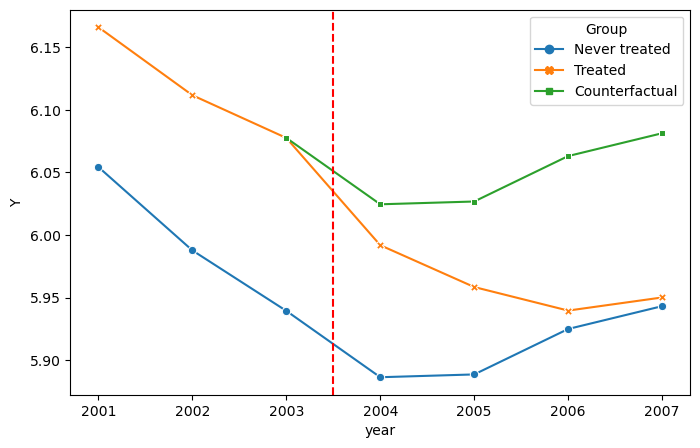 Group
Never treated
Treated
Counterfactual
6.15
6.10
6.05
6.00
5.95
5.90
Y
2001 2002 2003 2004 2005 2006 2007
year